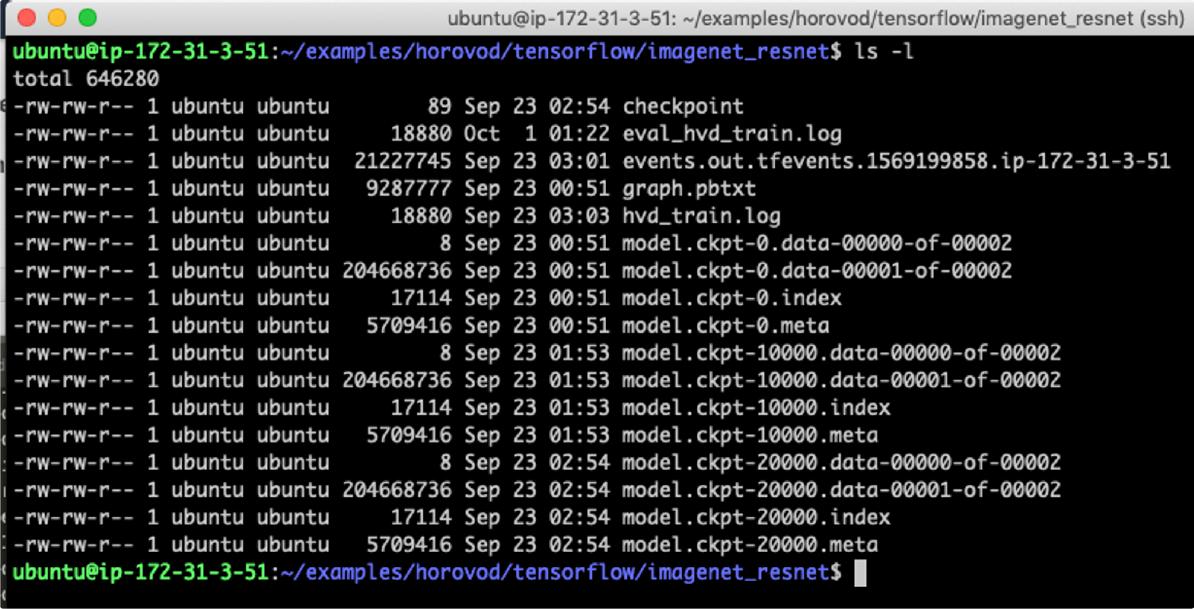 ubuntu@ip-172-31-3-51: ~/examples/horovod/tensorflow/imagenet_resnet (ssh)
ubuntu@ip-172-31-3-51:~/examples/horovod/tensorflow/imagenet_resnet$ ls -l
total 646280
-rw-rw-r-- 1 ubuntu ubuntu        89 Sep 23 02:54 checkpoint
-rw-rw-r-- 1 ubuntu ubuntu     18880 Oct  1 01:22 eval_hvd_train.log
-rw-rw-r-- 1 ubuntu ubuntu  21227745 Sep 23 03:01 events.out.tfevents.1569199858.ip-172-31-3-51
-rw-rw-r-- 1 ubuntu ubuntu   9287777 Sep 23 00:51 graph.pbtxt
-rw-rw-r-- 1 ubuntu ubuntu     18880 Sep 23 03:03 hvd_train.log
-rw-rw-r-- 1 ubuntu ubuntu         8 Sep 23 00:51 model.ckpt-0.data-00000-of-00002
-rw-rw-r-- 1 ubuntu ubuntu 204668736 Sep 23 00:51 model.ckpt-0.data-00001-of-00002
-rw-rw-r-- 1 ubuntu ubuntu     17114 Sep 23 00:51 model.ckpt-0.index
-rw-rw-r-- 1 ubuntu ubuntu   5709416 Sep 23 00:51 model.ckpt-0.meta
-rw-rw-r-- 1 ubuntu ubuntu         8 Sep 23 01:53 model.ckpt-10000.data-00000-of-00002
-rw-rw-r-- 1 ubuntu ubuntu 204668736 Sep 23 01:53 model.ckpt-10000.data-00001-of-00002
-rw-rw-r-- 1 ubuntu ubuntu     17114 Sep 23 01:53 model.ckpt-10000.index
-rw-rw-r-- 1 ubuntu ubuntu   5709416 Sep 23 01:53 model.ckpt-10000.meta
-rw-rw-r-- 1 ubuntu ubuntu         8 Sep 23 02:54 model.ckpt-20000.data-00000-of-00002
-rw-rw-r-- 1 ubuntu ubuntu 204668736 Sep 23 02:54 model.ckpt-20000.data-00001-of-00002
-rw-rw-r-- 1 ubuntu ubuntu     17114 Sep 23 02:54 model.ckpt-20000.index
-rw-rw-r-- 1 ubuntu ubuntu   5709416 Sep 23 02:54 model.ckpt-20000.meta
ubuntu@ip-172-31-3-51:~/examples/horovod/tensorflow/imagenet_resnet$